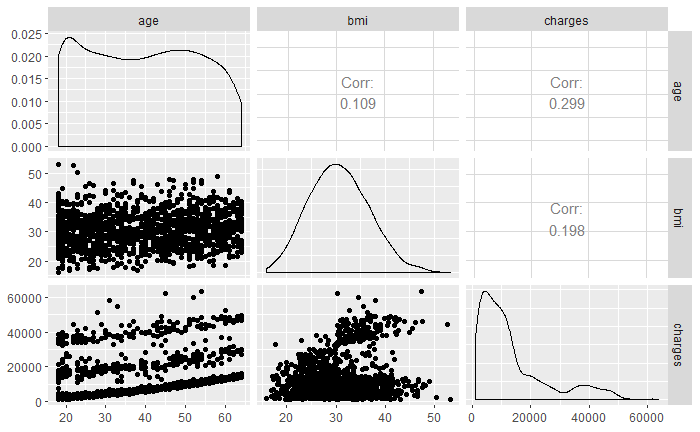 age bmi charges
0.025
0.020
0.015
0.010
0.005
0.000
Corr:
0.109
Corr:
0.299
age
50
40
30
20
Corr:
0.198
bmi
60000
40000
20000
0
charges
20 30 40 50 60
20 30 40 50
0 20000 40000 60000